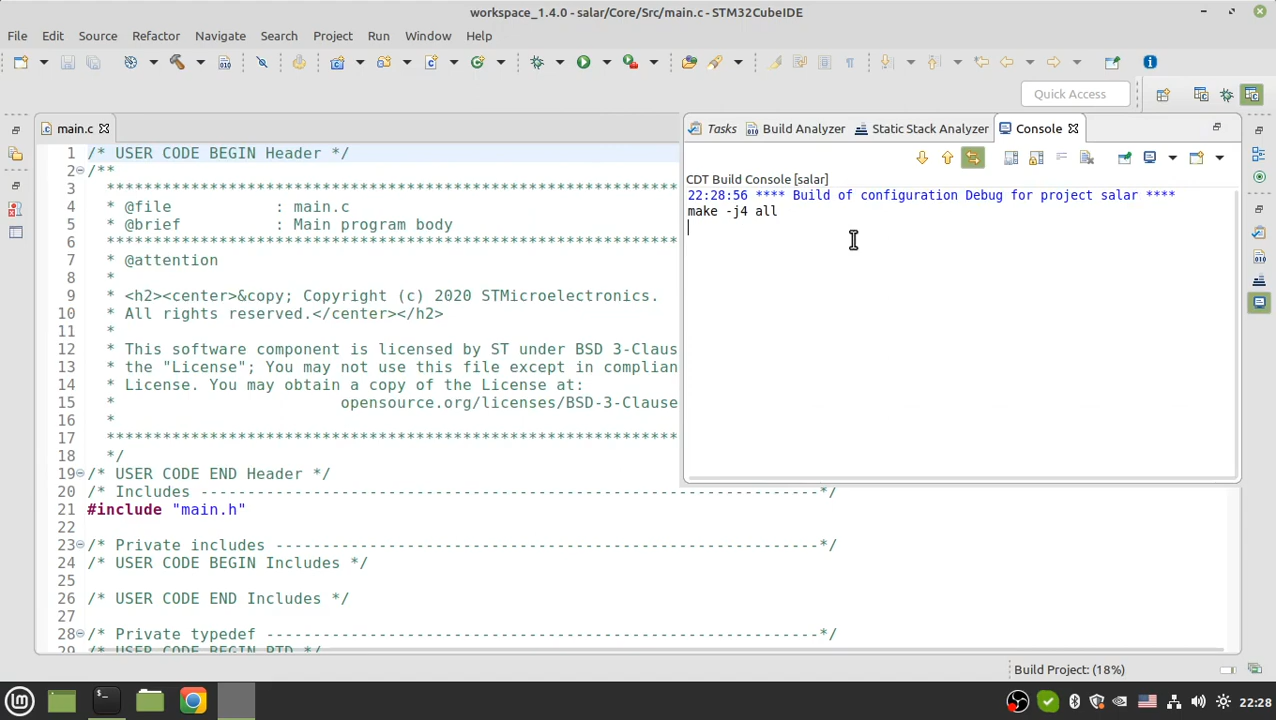 workspace_1.4.0 - salar/Core/Src/main.c - STM32CubeIDE
File Edit Source Refactor Navigate Search Project Run Window Help
Quick Access
main.c
Tasks Build Analyzer Static Stack Analyzer Console
CDT Build Console [salar]
22:28:56 **** Build of configuration Debug for project salar ****
make -j4 all
1 /* USER CODE BEGIN Header */
2 /**
3 ******************************************************************************
4 * @file : main.c
5 * @brief : Main program body
6 ******************************************************************************
7 * @attention
8 *
9 * <h2><center>&copy; Copyright (c) 2020 STMicroelectronics.
10 * All rights reserved.</center></h2>
11 *
12 * This software component is licensed by ST under BSD 3-Claus
13 * the "License"; You may not use this file except in complian
14 * License. You may obtain a copy of the License at:
15 * opensource.org/licenses/BSD-3-Clause
16 *
17 ******************************************************************************
18 */
19 /* USER CODE END Header */
20 /* Includes ------------------------------------------------------------------*/
21 #include "main.h"
22
23 /* Private includes ----------------------------------------------------------*/
24 /* USER CODE BEGIN Includes */
25
26 /* USER CODE END Includes */
27
28 /* Private typedef -----------------------------------------------------------*/
29 /* USER CODE BEGIN PTD */
Build Project: (18%)
22:28